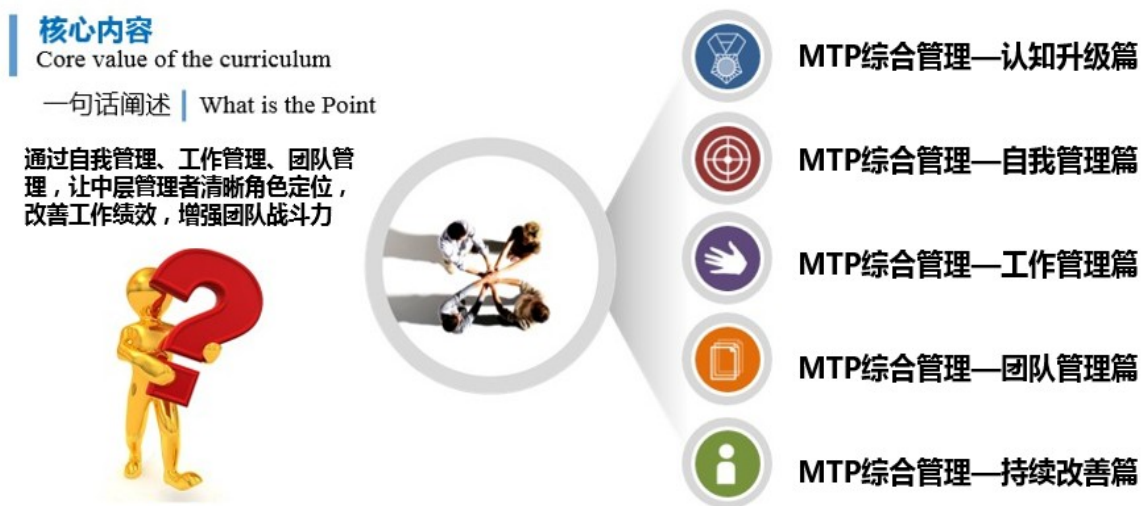 核心内容
Core value of the curriculum
一句话阐述 | What is the Point
通过自我管理、工作管理、团队管
理，让中层管理者清晰角色定位，
改善工作绩效，增强团队战斗力
MTP综合管理—认知升级篇
MTP综合管理—自我管理篇
MTP综合管理—工作管理篇
MTP综合管理—团队管理篇
MTP综合管理—持续改善篇